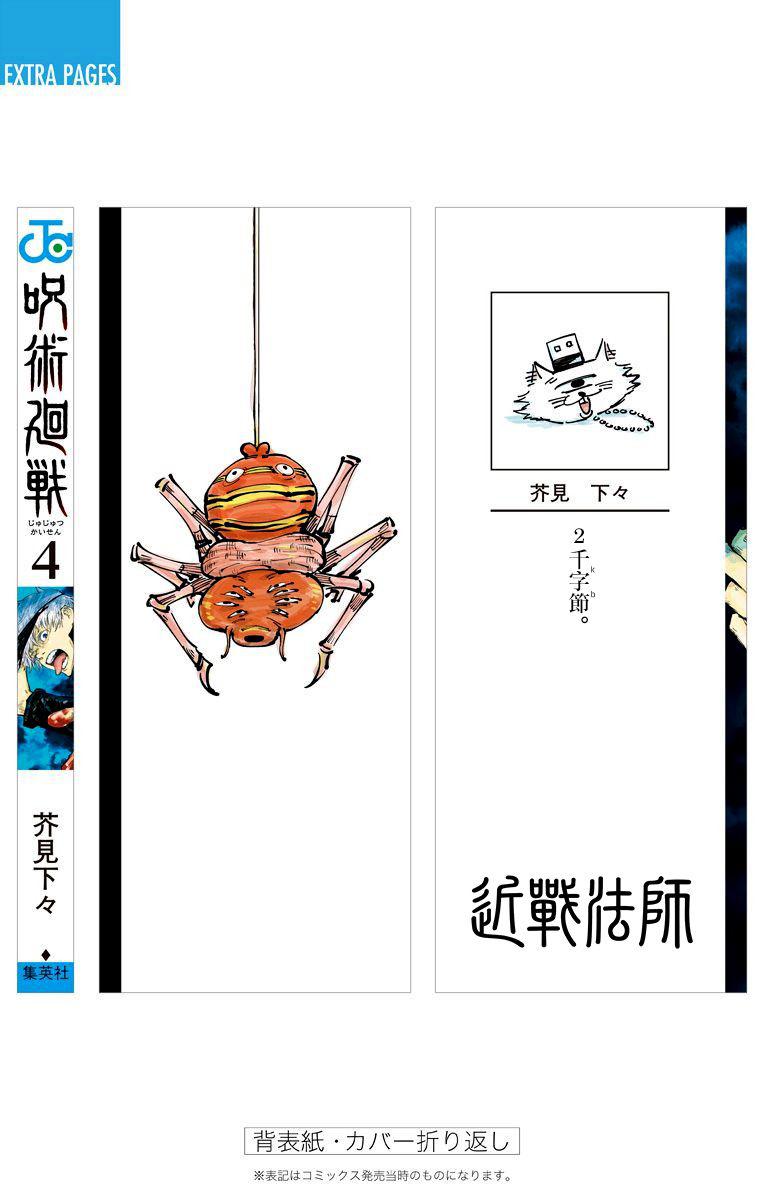 EXTRA PAGES
JC
呪術廻戦
じゅじゅつ
かいせん
4
芥見下々
集英社
芥見　下々
2千字節。
kb
近戰法師
背表紙・カバー折り返し
※表記はコミックス発売当時のものになります。